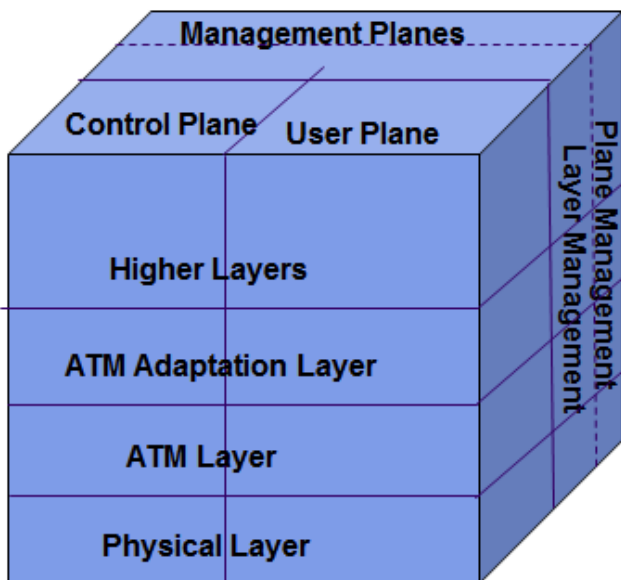 Management Planes
Control Plane
User Plane
Plane Management
Layer Management
Higher Layers
ATM Adaptation Layer
ATM Layer
Physical Layer